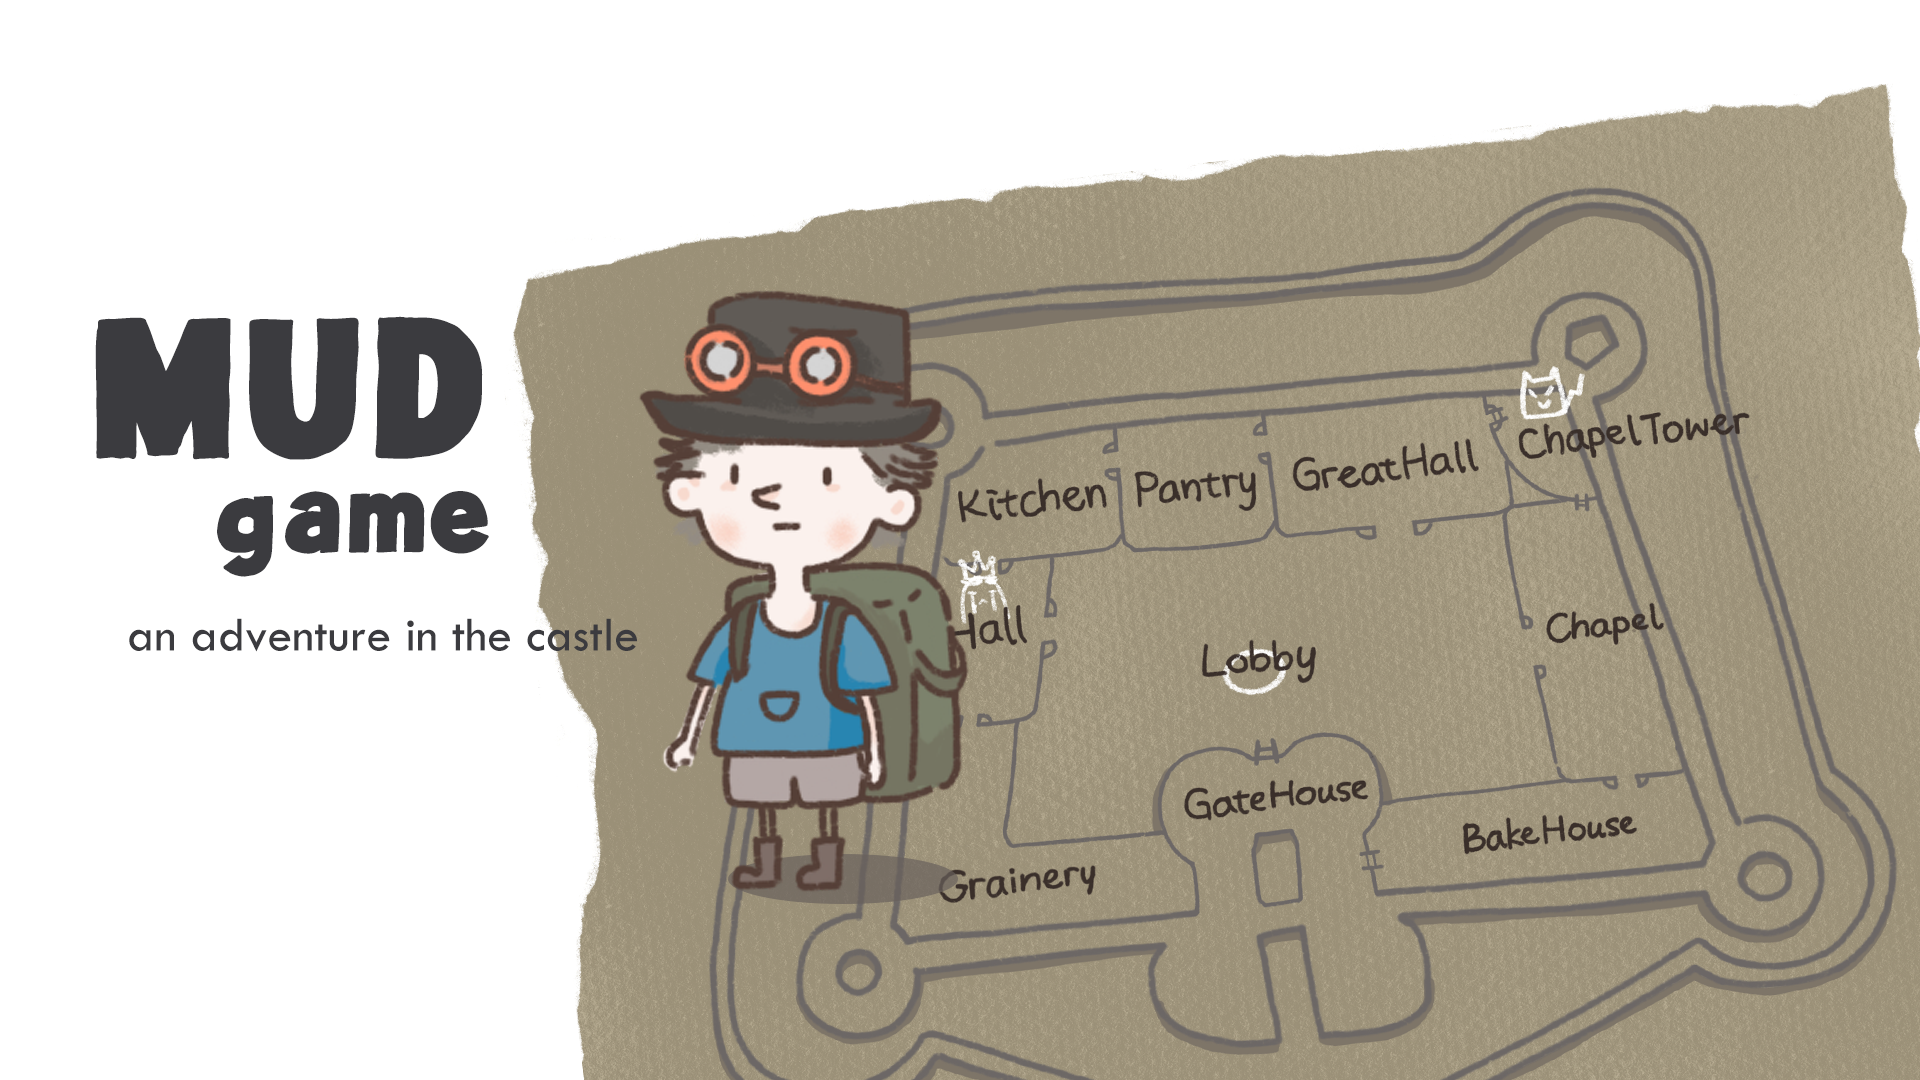 MUD
game
an adventure in the castle
Kitchen
Pantry
GreatHall
ChapelTower
Hall
Lobby
Chapel
GateHouse
BakeHouse
Grainery